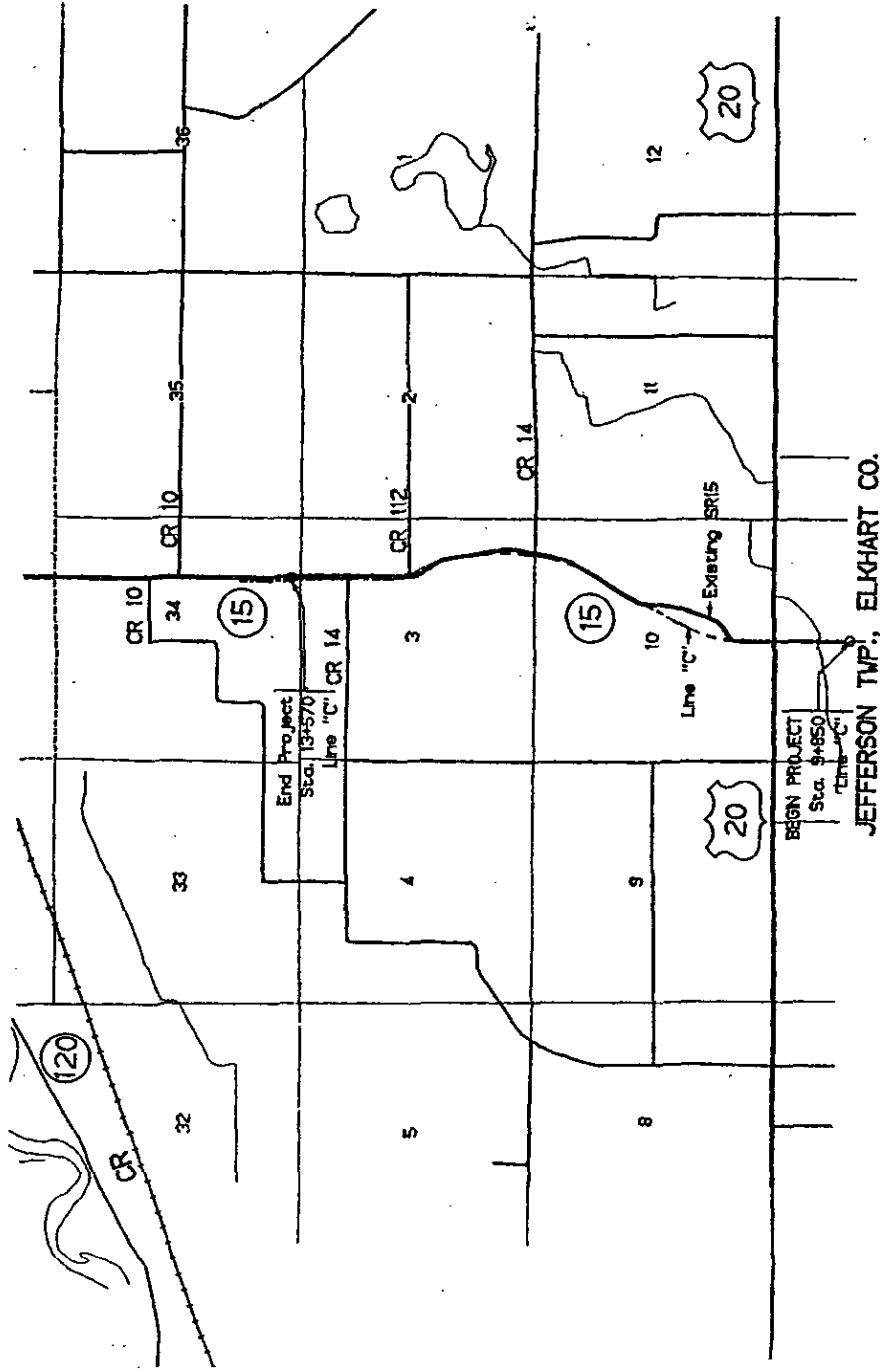 36
35
CR 10
CR 10
34
15
End Project
Sta. 13+570
Line "C"
33
120
CR
32
1
2
CR 112
CR 14
3
4
5
20
12
11
CR 14
15
Existing SR15
10
Line "C"
9
8
20
BEGIN PROJECT
Sta. 9+850
Line "C"
JEFFERSON TWP., ELKHART CO.